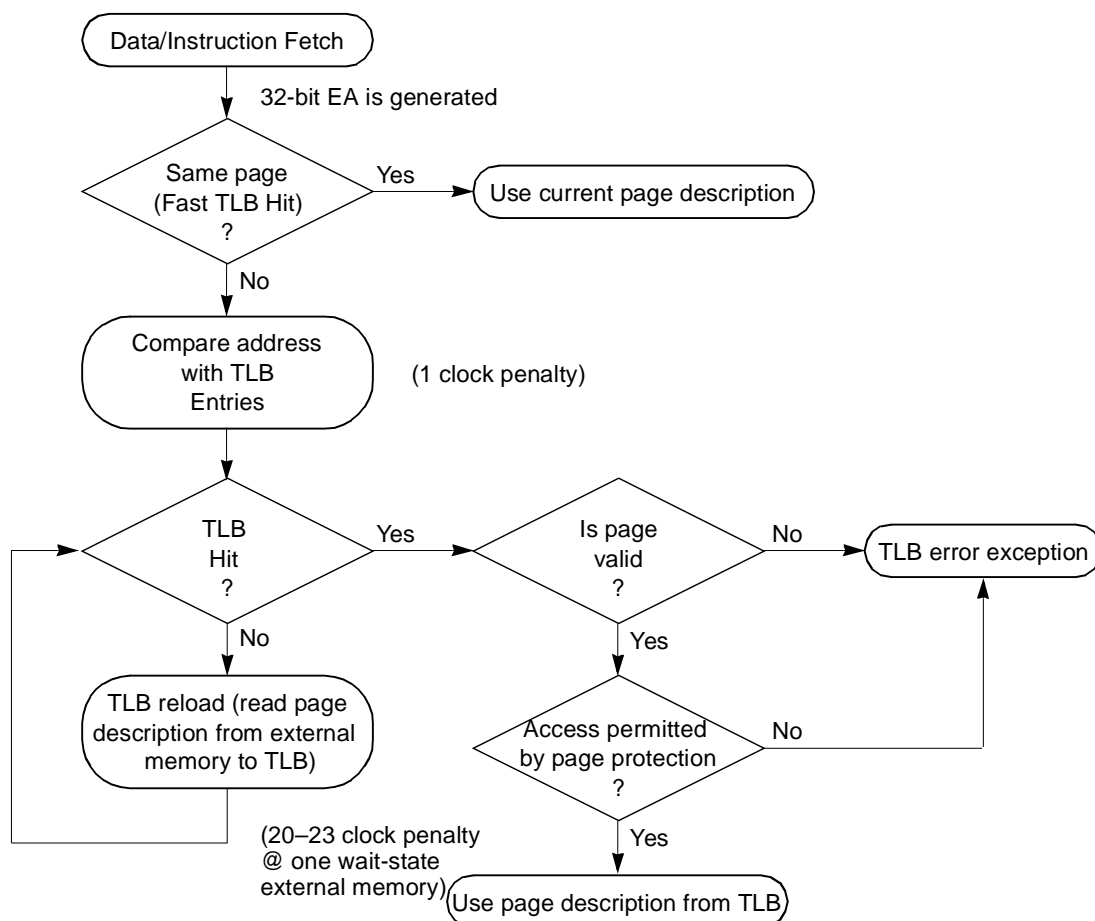 Data/Instruction Fetch
32-bit EA is generated
Same page
(Fast TLB Hit)
?
Yes
Use current page description
No
Compare address
with TLB
Entries
(1 clock penalty)
TLB
Hit
?
Yes
Is page
valid
?
No
TLB error exception
No
Yes
TLB reload (read page
description from external
memory to TLB)
Access permitted
by page protection
?
No
(20–23 clock penalty
@ one wait-state
external memory)
Yes
Use page description from TLB